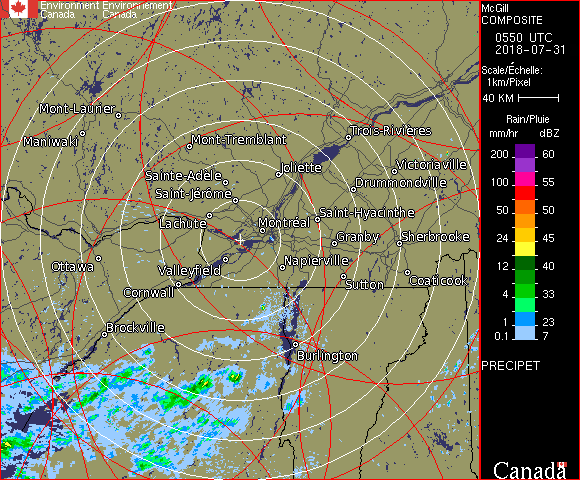 Environment Environnement
Canada Canada
McGill
COMPOSITE
0550 UTC
2018-07-31
Scale/Échelle:
1km/Pixel
40 KM
Rain/Pluie
mm/hr dBZ
200 60
100 55
50 50
24 45
12 40
4 33
1 23
0.1 7
PRECIPET
Canada
Mont-Laurier
Maniwaki
Mont-Tremblant
Trois-Rivières
Sainte-Adèle
Joliette
Victoriaville
Saint-Jérôme
Drummondville
Lachute
Montréal
Saint-Hyacinthe
Granby
Sherbrooke
Ottawa
Valleyfield
Napierville
Cornwall
Sutton
Coaticook
Brockville
Burlington